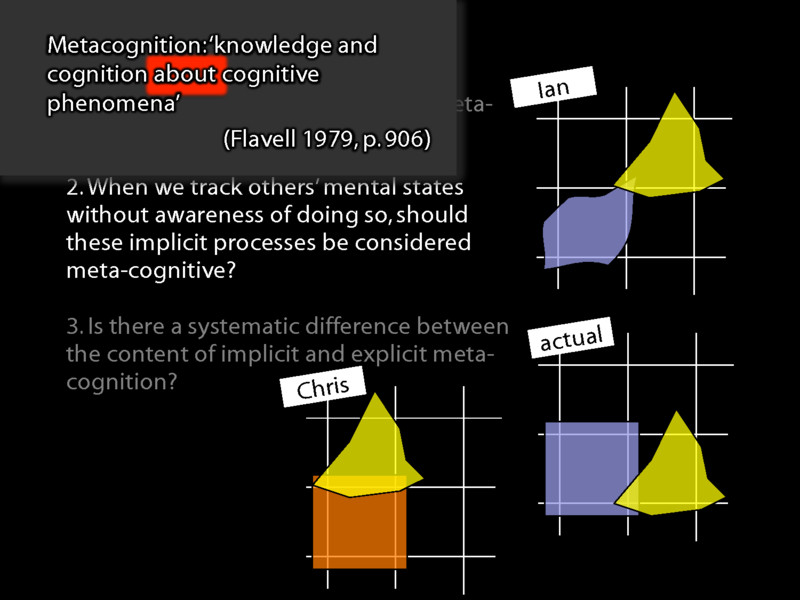 Metacognition: ‘knowledge and
cognition about cognitive
phenomena’
(Flavell 1979, p. 906)
eta-
2. When we track others’ mental states
without awareness of doing so, should
these implicit processes be considered
meta-cognitive?
3. Is there a systematic difference between
the content of implicit and explicit meta-
cognition?
Ian
actual
Chris